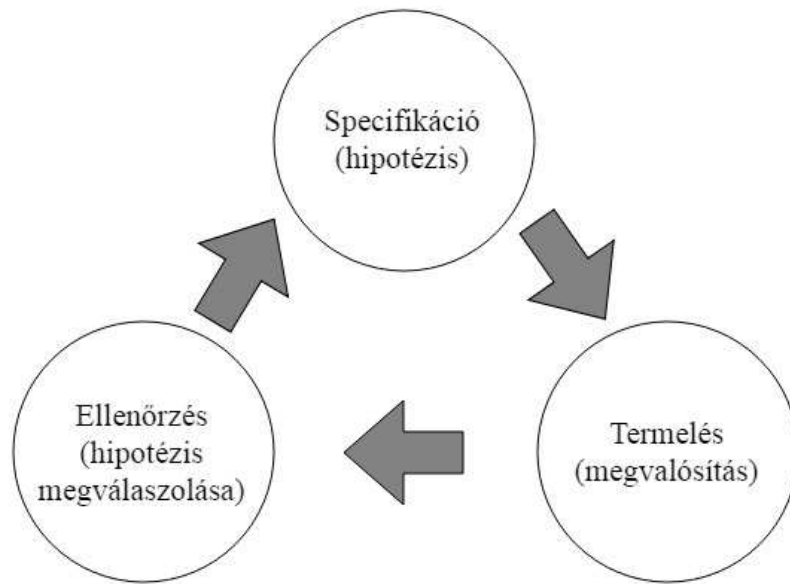 Specifikáció
(hipotézis)
Ellenőrzés
(hipotézis
megválaszolása)
Termelés
(megvalósítás)